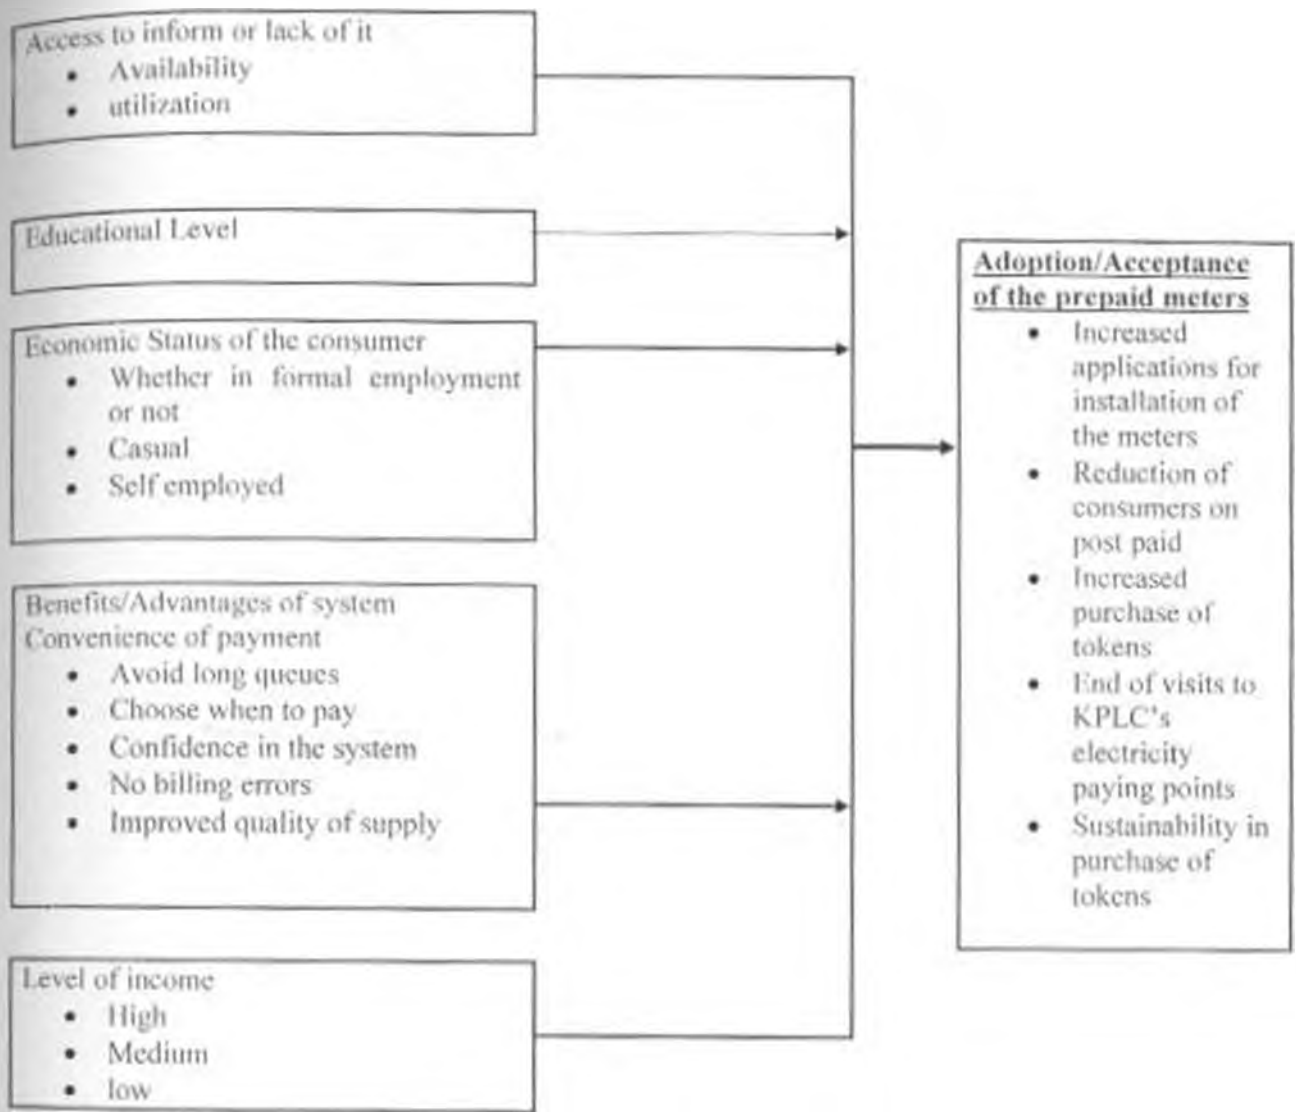 Access to inform or lack of it
• Availability
• utilization
Educational Level
Economic Status of the consumer
• Whether in formal employment
or not
• Casual
• Self employed
Benefits/Advantages of system
Convenience of payment
• Avoid long queues
• Choose when to pay
• Confidence in the system
• No billing errors
• Improved quality of supply
Level of income
• High
• Medium
• low
Adoption/Acceptance
of the prepaid meters
• Increased
applications for
installation of
the meters
• Reduction of
consumers on
post paid
• Increased
purchase of
tokens
• End of visits to
KPLC's
electricity
paying points
• Sustainability in
purchase of
tokens